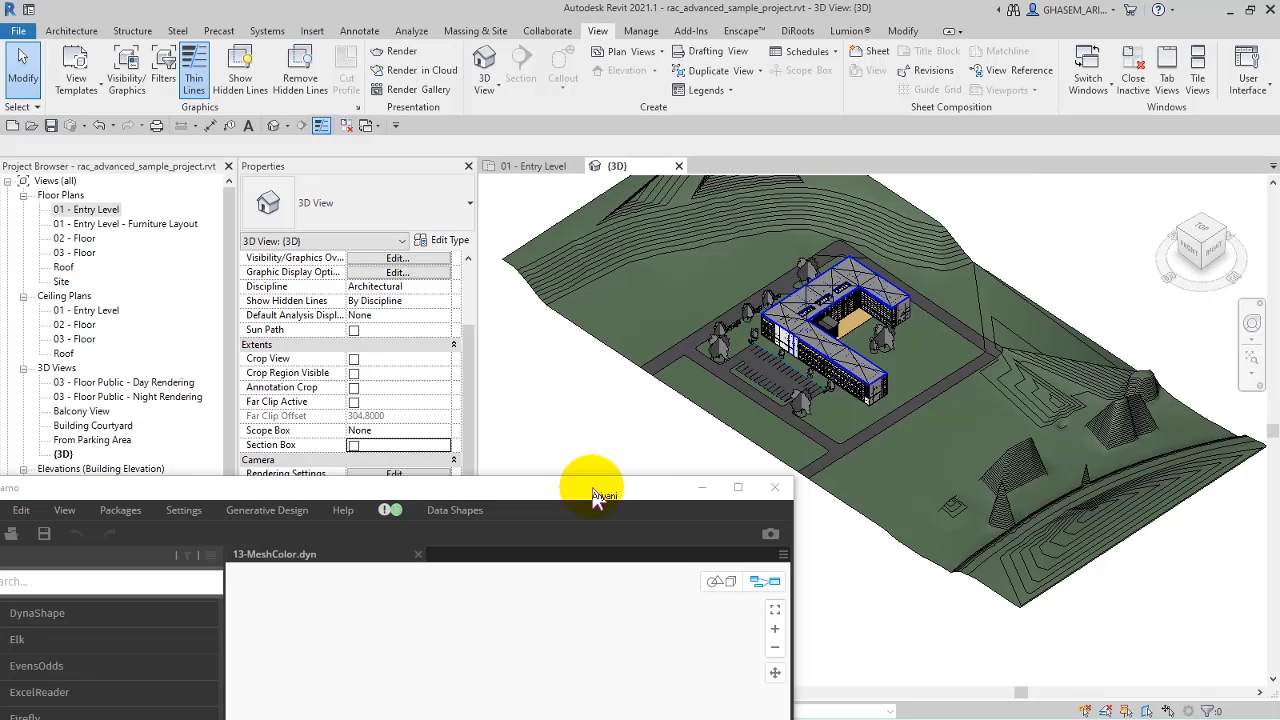 Autodesk Revit 2021.1 - rac_advanced_sample_project.rvt - 3D View: {3D}
GHASEM_ARI...
File Architecture Structure Steel Precast Systems Insert Annotate Analyze Massing & Site Collaborate View Manage Add-Ins Enscape™ DiRoots Lumion® Modify
Modify
View Templates
Visibility/ Graphics
Filters
Thin Lines
Show Hidden Lines
Remove Hidden Lines
Cut Profile
Render
Render in Cloud
Render Gallery
3D View
Section
Callout
Plan Views
Elevation
Drafting View
Duplicate View
Legends
Schedules
Scope Box
Sheet
View
Title Block
Revisions
Guide Grid
Matchline
View Reference
Viewports
Switch Windows
Close Inactive
Tab Views
Tile Views
User Interface
Select
Graphics
Presentation
Create
Sheet Composition
Windows
Project Browser - rac_advanced_sample_project.rvt
Views (all)
Floor Plans
01 - Entry Level
01 - Entry Level - Furniture Layout
02 - Floor
03 - Floor
Roof
Site
Ceiling Plans
01 - Entry Level
02 - Floor
03 - Floor
Roof
3D Views
03 - Floor Public - Day Rendering
03 - Floor Public - Night Rendering
Balcony View
Building Courtyard
From Parking Area
{3D}
Elevations (Building Elevation)
Properties
3D View
3D View: {3D}
Edit Type
Visibility/Graphics Ov... Edit...
Graphic Display Opti... Edit...
Discipline Architectural
Show Hidden Lines By Discipline
Default Analysis Displ... None
Sun Path
Extents
Crop View
Crop Region Visible
Annotation Crop
Far Clip Active
Far Clip Offset 304.8000
Scope Box None
Section Box
Camera
Rendering Settings Edit...
01 - Entry Level
{3D}
TOP
FRONT
RIGHT
amo
Edit View Packages Settings Generative Design Help Data Shapes
13-MeshColor.dyn
arch...
DynaShape
Elk
EvensOdds
ExcelReader
Firefly
:0